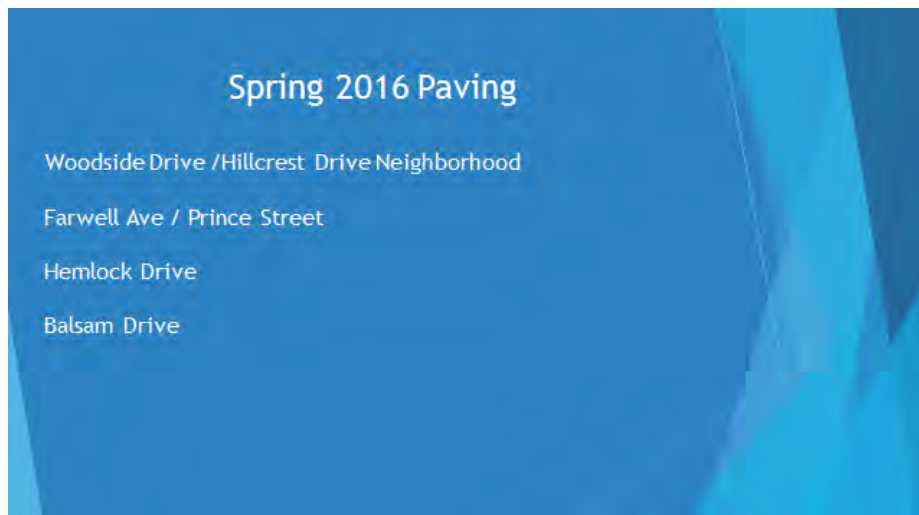 Spring 2016 Paving
Woodside Drive /Hillcrest Drive Neighborhood
Farwell Ave / Prince Street
Hemlock Drive
Balsam Drive